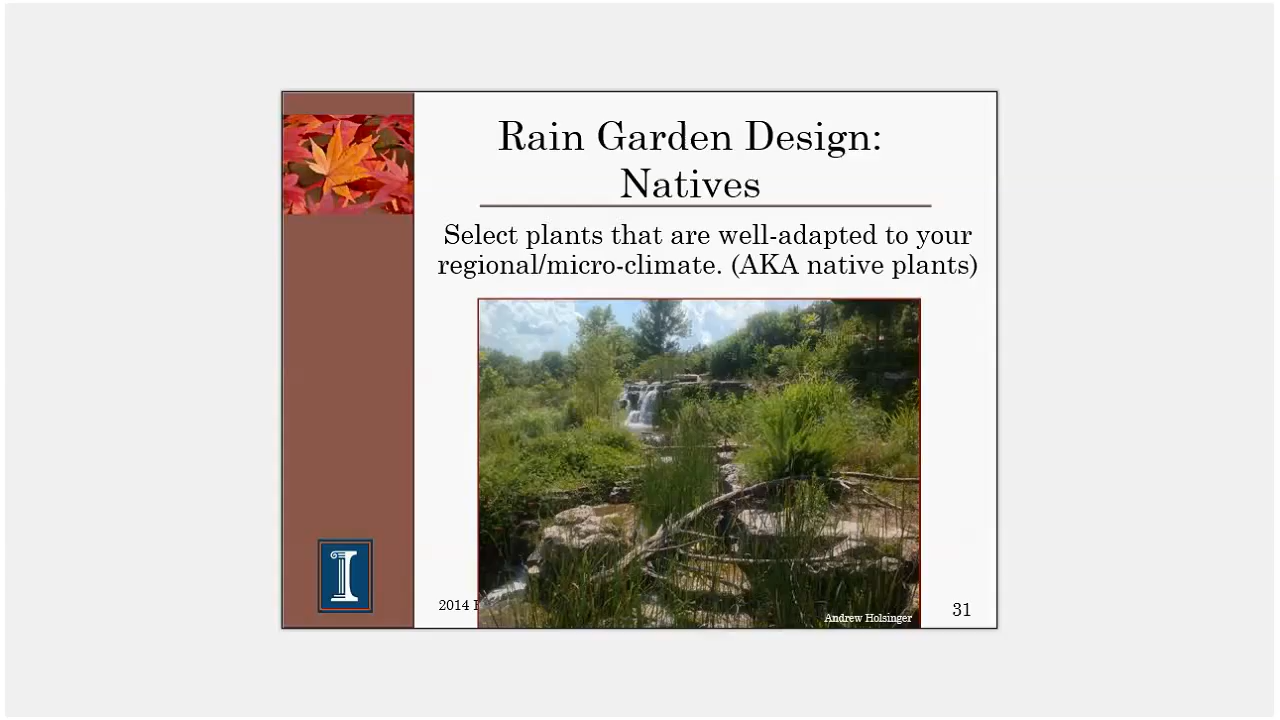 Rain Garden Design:
Natives
Select plants that are well-adapted to your
regional/micro-climate. (AKA native plants)
Andrew Holsinger
2014
31